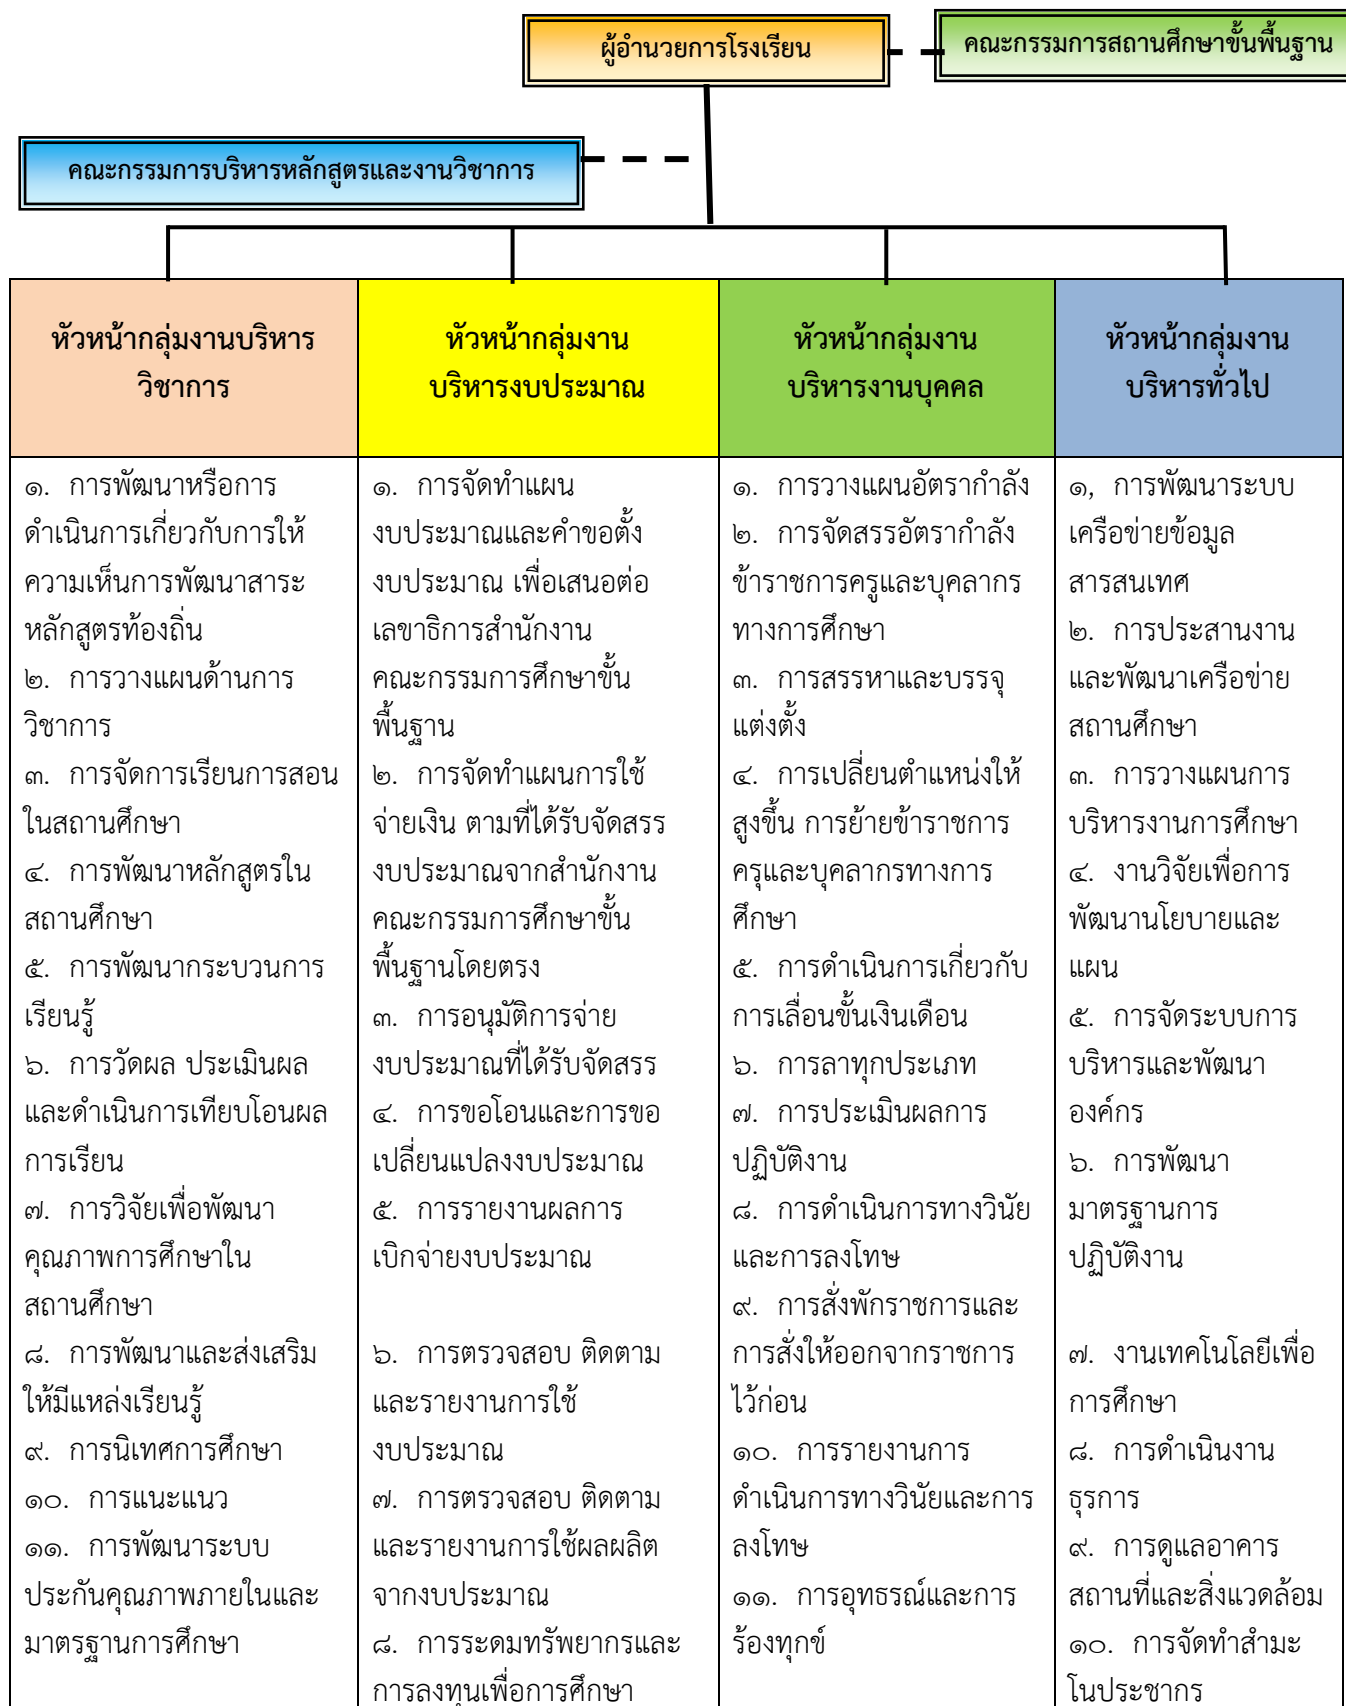 ผู้อำนวยการโรงเรียน
คณะกรรมการสถานศึกษาขั้นพื้นฐาน
คณะกรรมการบริหารหลักสูตรและงานวิชาการ
หัวหน้ากลุ่มงานบริหาร
วิชาการ
หัวหน้ากลุ่มงาน
บริหารงบประมาณ
หัวหน้ากลุ่มงาน
บริหารงานบุคคล
หัวหน้ากลุ่มงาน
บริหารทั่วไป
๑. การพัฒนาหรือการ
ดำเนินการเกี่ยวกับการให้
ความเห็นการพัฒนาสาระ
หลักสูตรท้องถิ่น
๒. การวางแผนด้านการ
วิชาการ
๓. การจัดการเรียนการสอน
ในสถานศึกษา
๔. การพัฒนาหลักสูตรใน
สถานศึกษา
๕. การพัฒนากระบวนการ
เรียนรู้
๖. การวัดผล ประเมินผล
และดำเนินการเทียบโอนผล
การเรียน
๗. การวิจัยเพื่อพัฒนา
คุณภาพการศึกษาใน
สถานศึกษา
๘. การพัฒนาและส่งเสริม
ให้มีแหล่งเรียนรู้
๙. การนิเทศการศึกษา
๑๐. การแนะแนว
๑๑. การพัฒนาระบบ
ประกันคุณภาพภายในและ
มาตรฐานการศึกษา
๑. การจัดทำแผน
งบประมาณและคำขอตั้ง
งบประมาณ เพื่อเสนอต่อ
เลขาธิการสำนักงาน
คณะกรรมการศึกษาขั้น
พื้นฐาน
๒. การจัดทำแผนการใช้
จ่ายเงิน ตามที่ได้รับจัดสรร
งบประมาณจากสำนักงาน
คณะกรรมการศึกษาขั้น
พื้นฐานโดยตรง
๓. การอนุมัติการจ่าย
งบประมาณที่ได้รับจัดสรร
๔. การขอโอนและการขอ
เปลี่ยนแปลงงบประมาณ
๕. การรายงานผลการ
เบิกจ่ายงบประมาณ
๖. การตรวจสอบ ติดตาม
และรายงานการใช้
งบประมาณ
๗. การตรวจสอบ ติดตาม
และรายงานการใช้ผลผลิต
จากงบประมาณ
๘. การระดมทรัพยากรและ
การลงทุนเพื่อการศึกษา
๑. การวางแผนอัตรากำลัง
๒. การจัดสรรอัตรากำลัง
ข้าราชการครูและบุคลากร
ทางการศึกษา
๓. การสรรหาและบรรจุ
แต่งตั้ง
๔. การเปลี่ยนตำแหน่งให้
สูงขึ้น การย้ายข้าราชการ
ครุและบุคลากรทางการ
ศึกษา
๕. การดำเนินการเกี่ยวกับ
การเลื่อนขั้นเงินเดือน
๖. การลาทุกประเภท
๗. การประเมินผลการ
ปฏิบัติงาน
๘. การดำเนินการทางวินัย
และการลงโทษ
๙. การสั่งพักราชการและ
การสั่งให้ออกจากราชการ
ไว้ก่อน
๑๐. การรายงานการ
ดำเนินการทางวินัยและการ
ลงโทษ
๑๑. การอุทธรณ์และการ
ร้องทุกข์
๑, การพัฒนาระบบ
เครือข่ายข้อมูล
สารสนเทศ
๒. การประสานงาน
และพัฒนาเครือข่าย
สถานศึกษา
๓. การวางแผนการ
บริหารงานการศึกษา
๔. งานวิจัยเพื่อการ
พัฒนานโยบายและ
แผน
๕. การจัดระบบการ
บริหารและพัฒนา
องค์กร
๖. การพัฒนา
มาตรฐานการ
ปฏิบัติงาน
๗. งานเทคโนโลยีเพื่อ
การศึกษา
๘. การดำเนินงาน
ธุรการ
๙. การดูแลอาคาร
สถานที่และสิ่งแวดล้อม
๑๐. การจัดทำสำมะ
โนประชากร